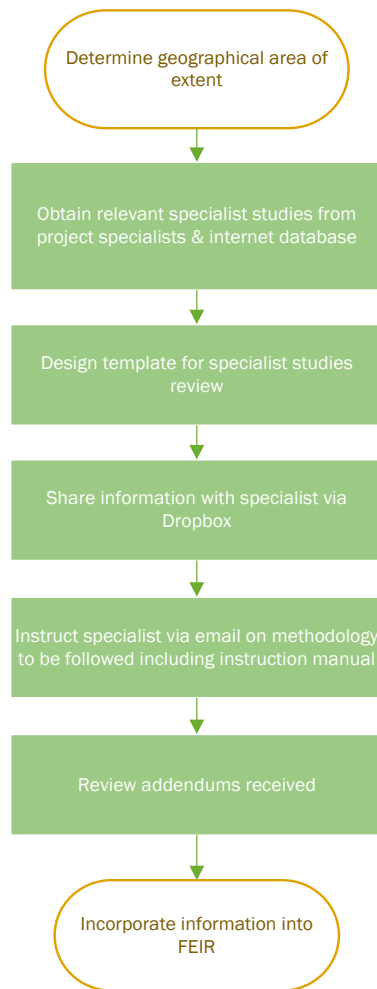 Determine geographical area of
extent
Obtain relevant specialist studies from
project specialists & internet database
Design template for specialist studies
review
Share information with specialist via
Dropbox
Instruct specialist via email on methodology
to be followed including instruction manual
Review addendums received
Incorporate information into
FEIR